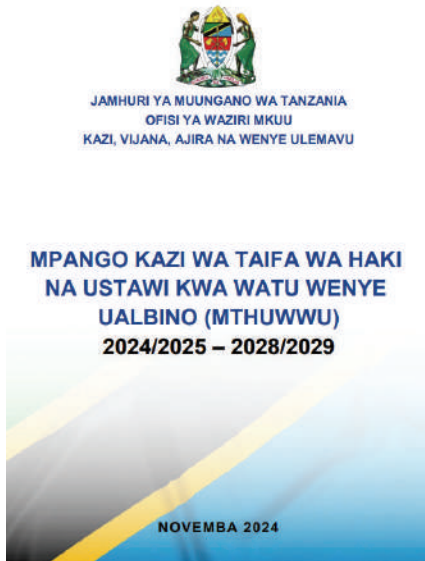 JAMHURI YA MUUNGANO WA TANZANIA
OFISI YA WAZIRI MKUU
KAZI, VIJANA, AJIRA NA WENYE ULEMAVU
MPANGO KAZI WA TAIFA WA HAKI
NA USTAWI KWA WATU WENYE
UALBINO (MTHUWWU)
2024/2025 – 2028/2029
NOVEMBA 2024